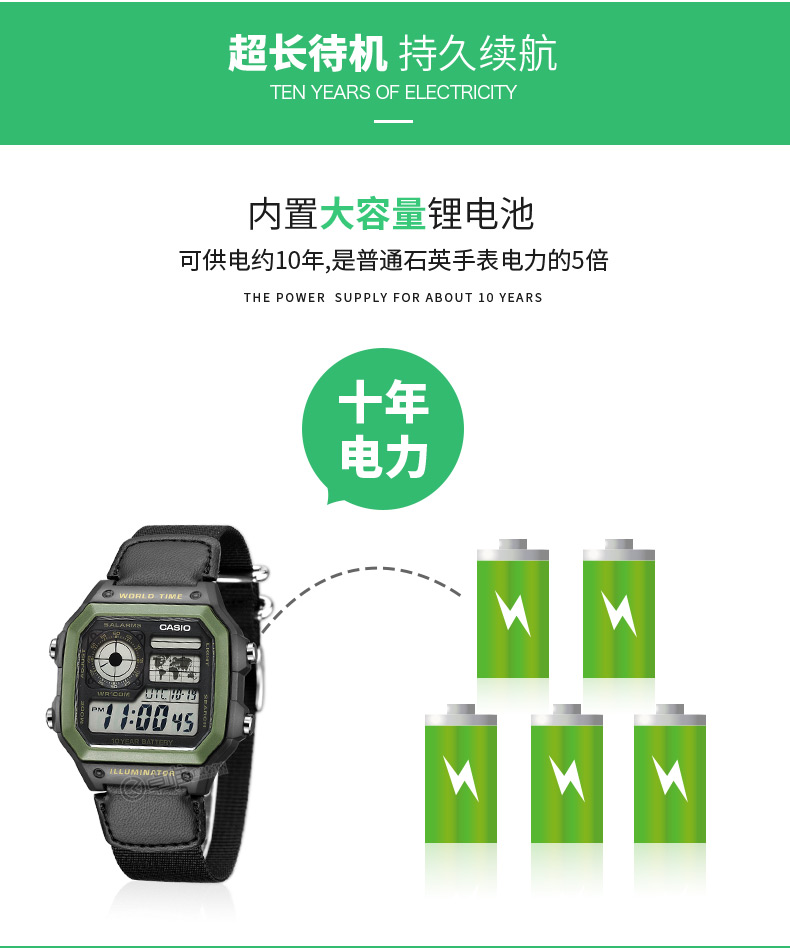 超长待机 持久续航
TEN YEARS OF ELECTRICITY
内置大容量锂电池
可供电约10年,是普通石英手表电力的5倍
THE POWER SUPPLY FOR ABOUT 10 YEARS
十年
电力
WORLD TIME
5ALARMS
CASIO
LIGHT
ADJUST
WR•COM
UTC 10-19
SEARCH
MODE
PM 11:00 45
10 YEAR BATTERY
ILLUMINATOR